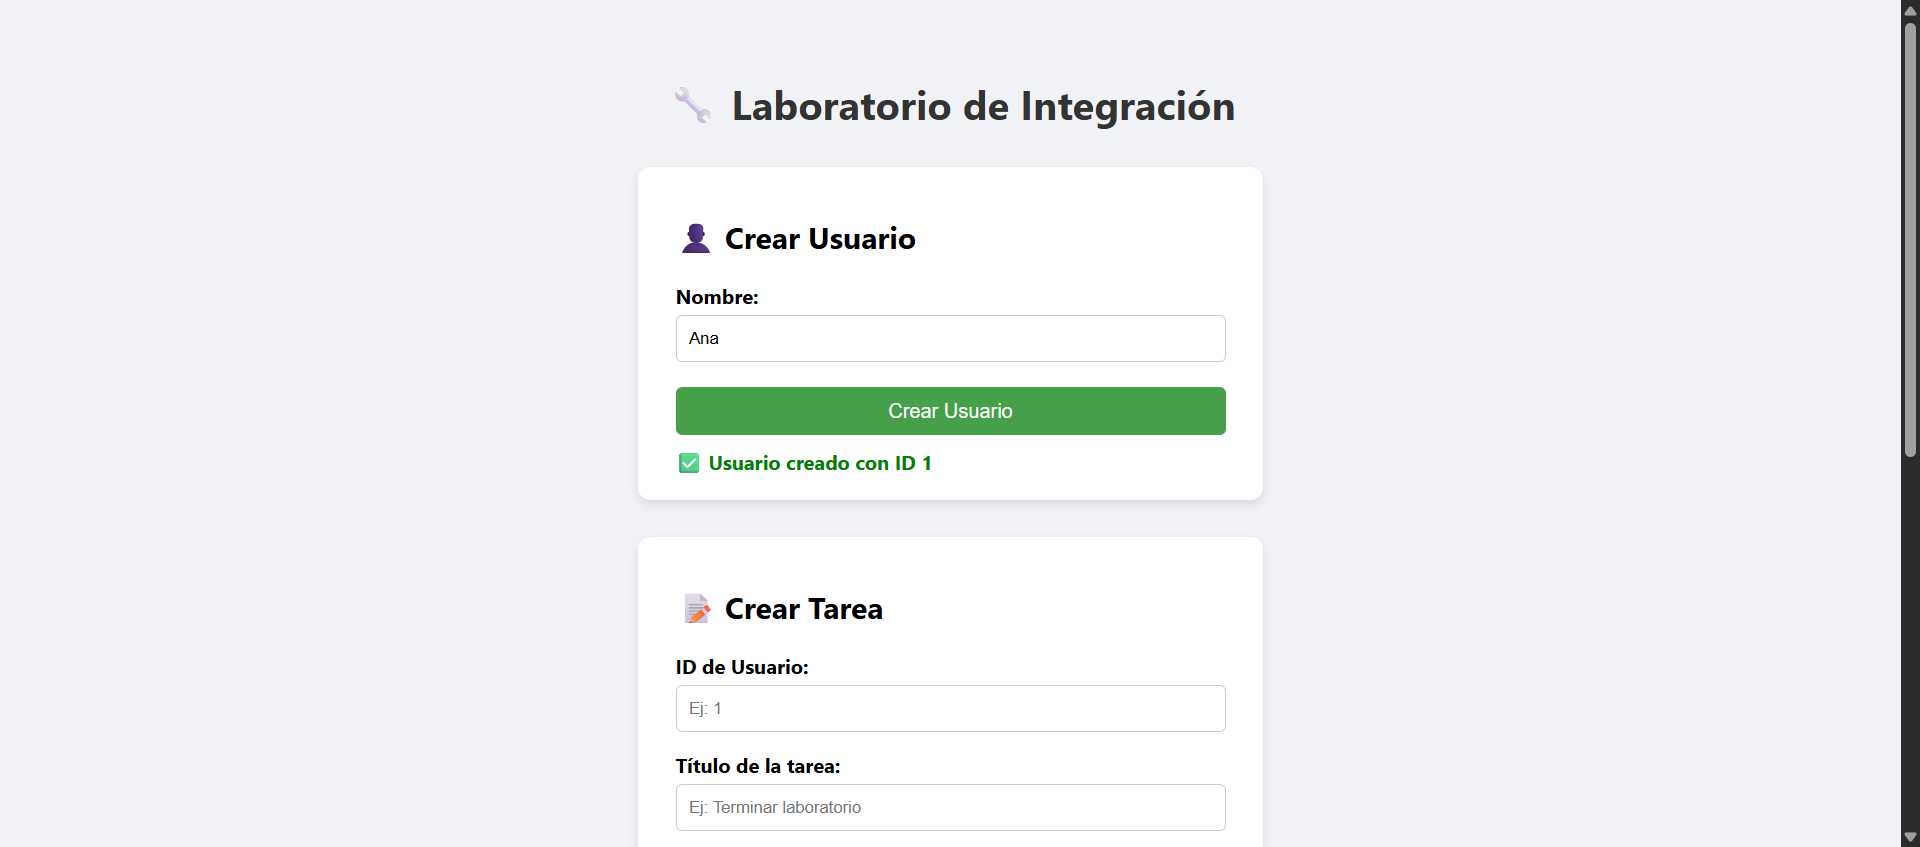 Laboratorio de Integración
Crear Usuario
Nombre:
Ana
Crear Usuario
Usuario creado con ID 1
Crear Tarea
ID de Usuario:
Ej: 1
Título de la tarea:
Ej: Terminar laboratorio